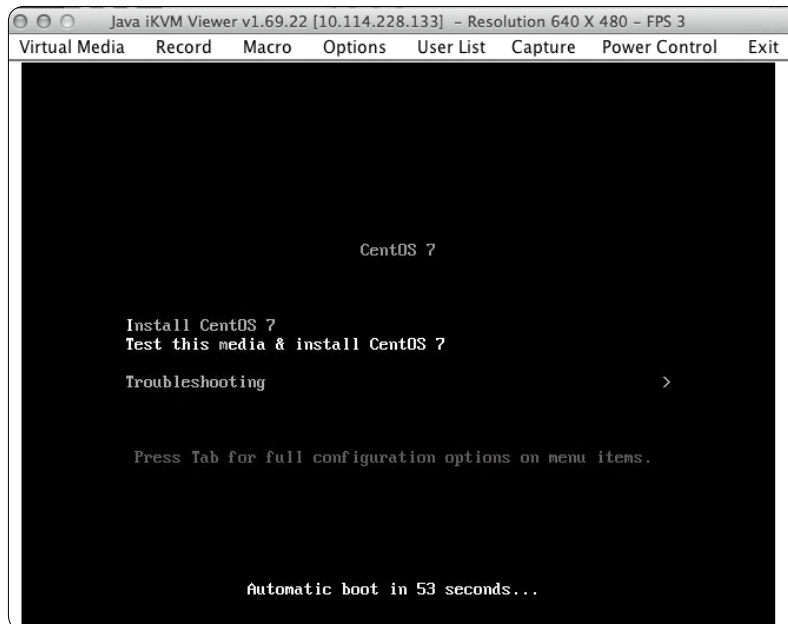 Java iKVM Viewer v1.69.22 [10.114.228.133] - Resolution 640 X 480 - FPS 3
Virtual Media Record Macro Options User List Capture Power Control Exit
CentOS 7
Install CentOS 7
Test this media & install CentOS 7
Troubleshooting >
Press Tab for full configuration options on menu items.
Automatic boot in 53 seconds...